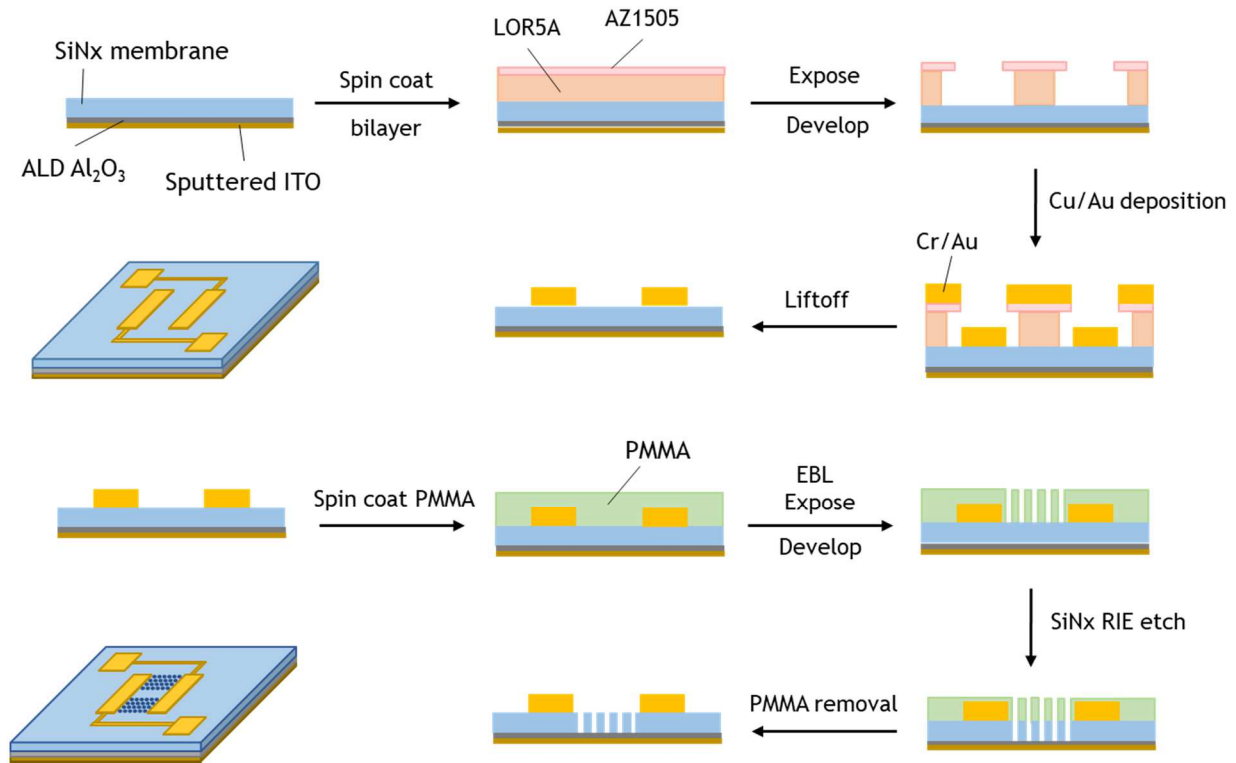 SiNx membrane
ALD Al₂O₃
Sputtered ITO
Spin coat
bilayer
LOR5A
AZ1505
Expose
Develop
Cu/Au deposition
Cr/Au
Liftoff
Spin coat PMMA
PMMA
EBL
Expose
Develop
SiNx RIE etch
PMMA removal